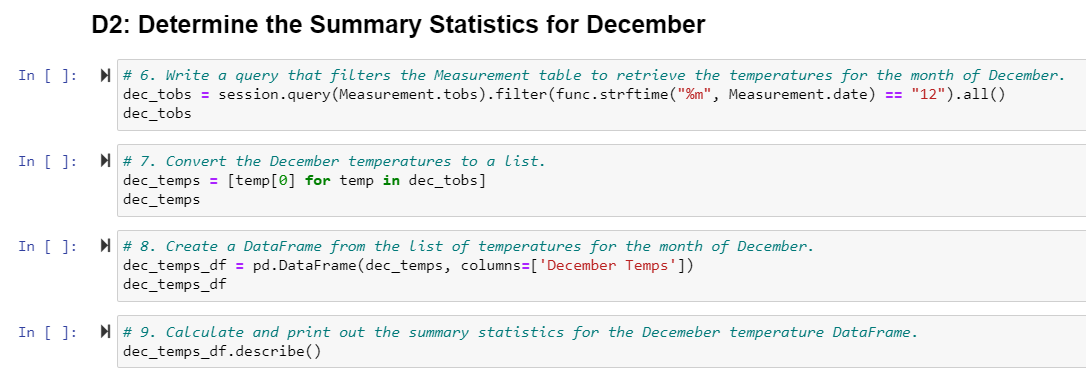 D2: Determine the Summary Statistics for December
In [ ]:
# 6. Write a query that filters the Measurement table to retrieve the temperatures for the month of December.
dec_tobs = session.query(Measurement.tobs).filter(func.strftime("%m", Measurement.date) == "12").all()
dec_tobs
In [ ]:
# 7. Convert the December temperatures to a list.
dec_temps = [temp[0] for temp in dec_tobs]
dec_temps
In [ ]:
# 8. Create a DataFrame from the list of temperatures for the month of December.
dec_temps_df = pd.DataFrame(dec_temps, columns=['December Temps'])
dec_temps_df
In [ ]:
# 9. Calculate and print out the summary statistics for the Decemeber temperature DataFrame.
dec_temps_df.describe()